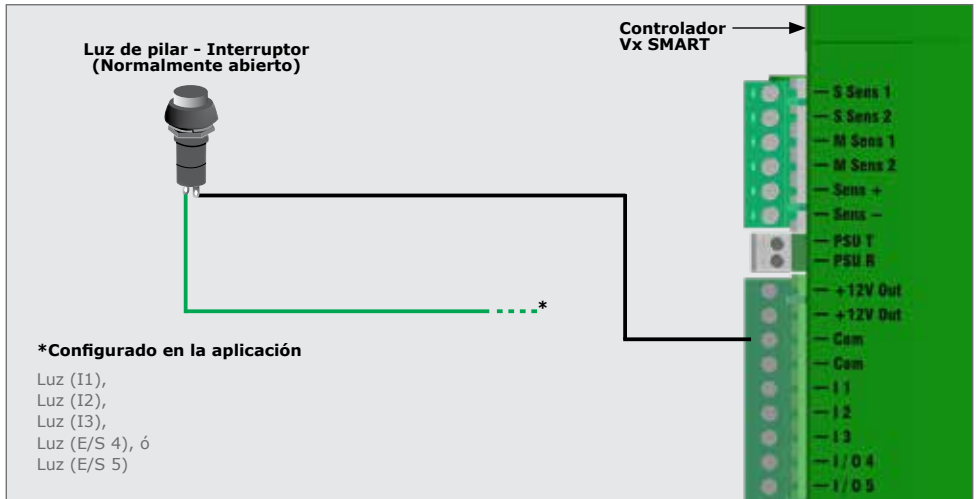 Controlador
Vx SMART
Luz de pilar - Interruptor
(Normalmente abierto)
S Sens 1
S Sens 2
M Sens 1
M Sens 2
Sens +
Sens –
PSU T
PSU R
+12V Out
+12V Out
Com
Com
I 1
I 2
I 3
I / O 4
I / O 5
*
*Configurado en la aplicación
Luz (I1),
Luz (I2),
Luz (I3),
Luz (E/S 4), ó
Luz (E/S 5)